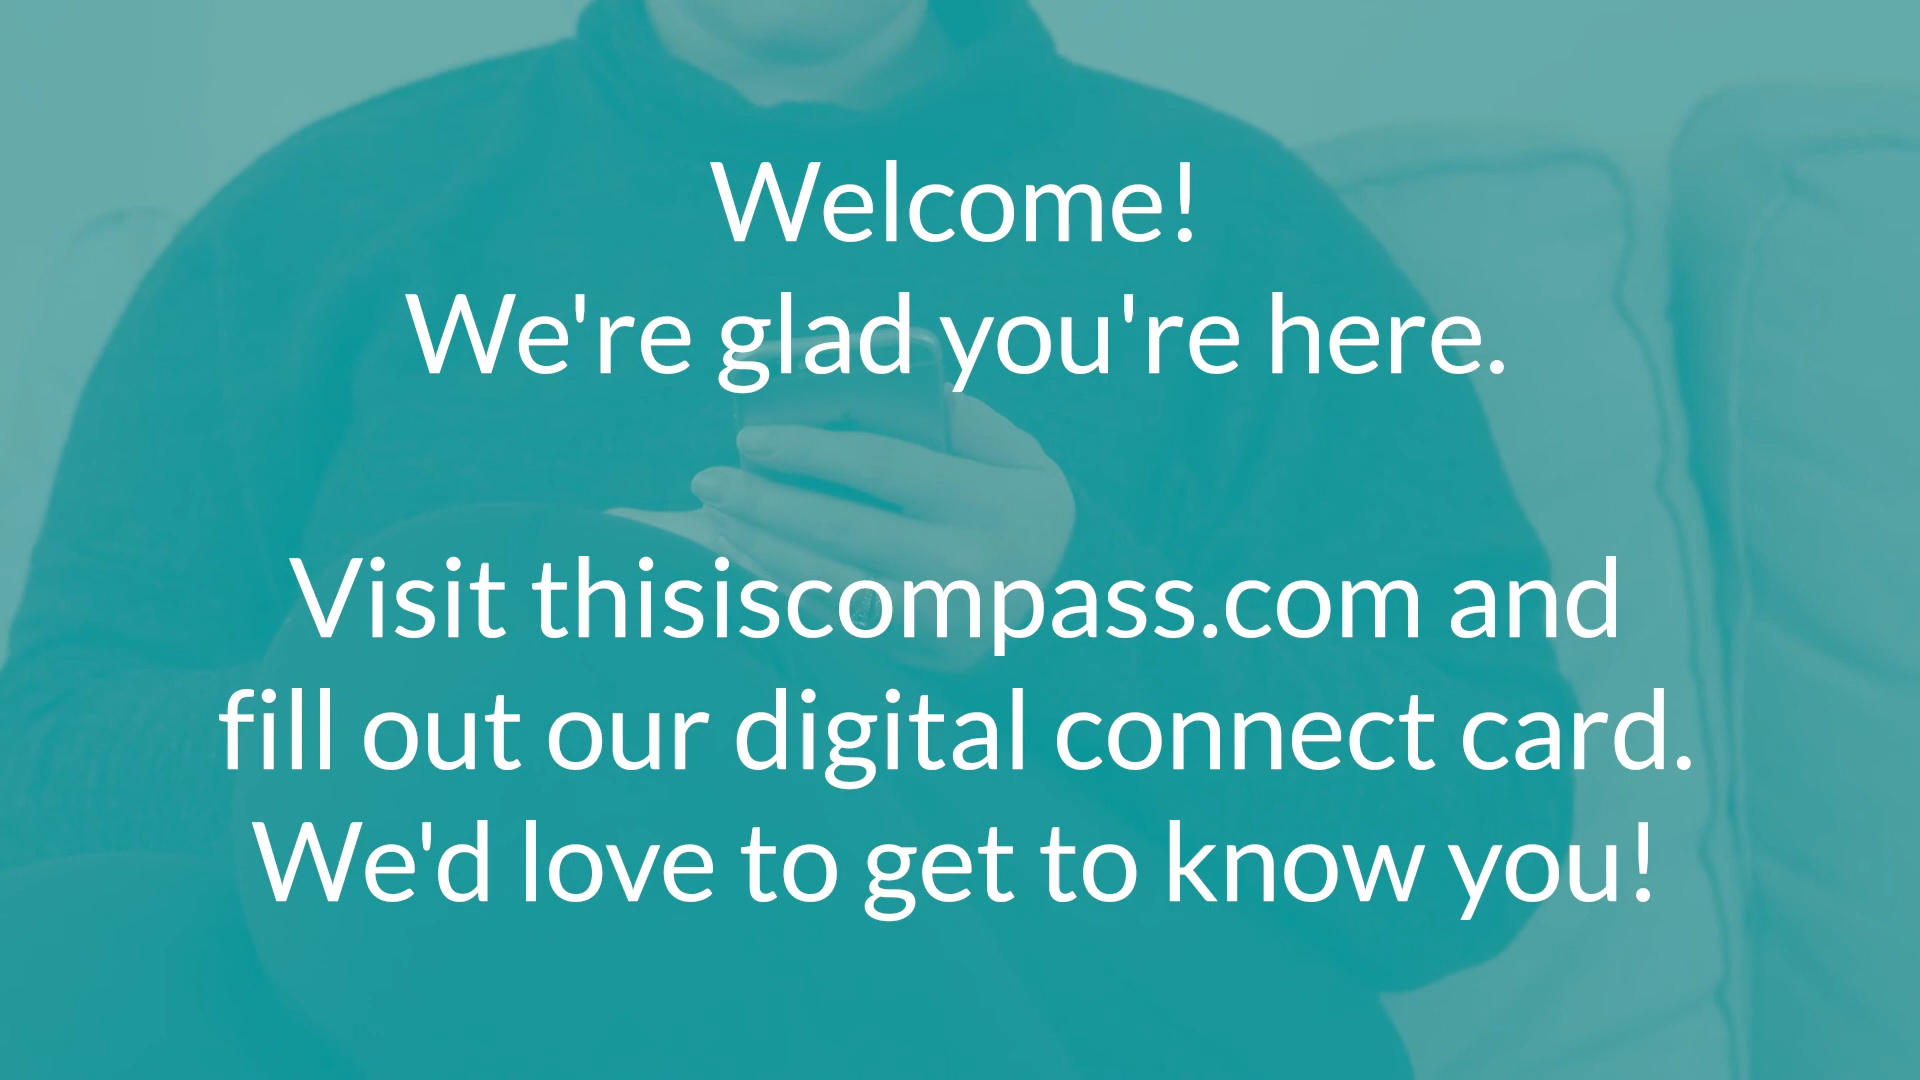 Welcome!
We're glad you're here.
Visit thisiscompass.com and
fill out our digital connect card.
We'd love to get to know you!